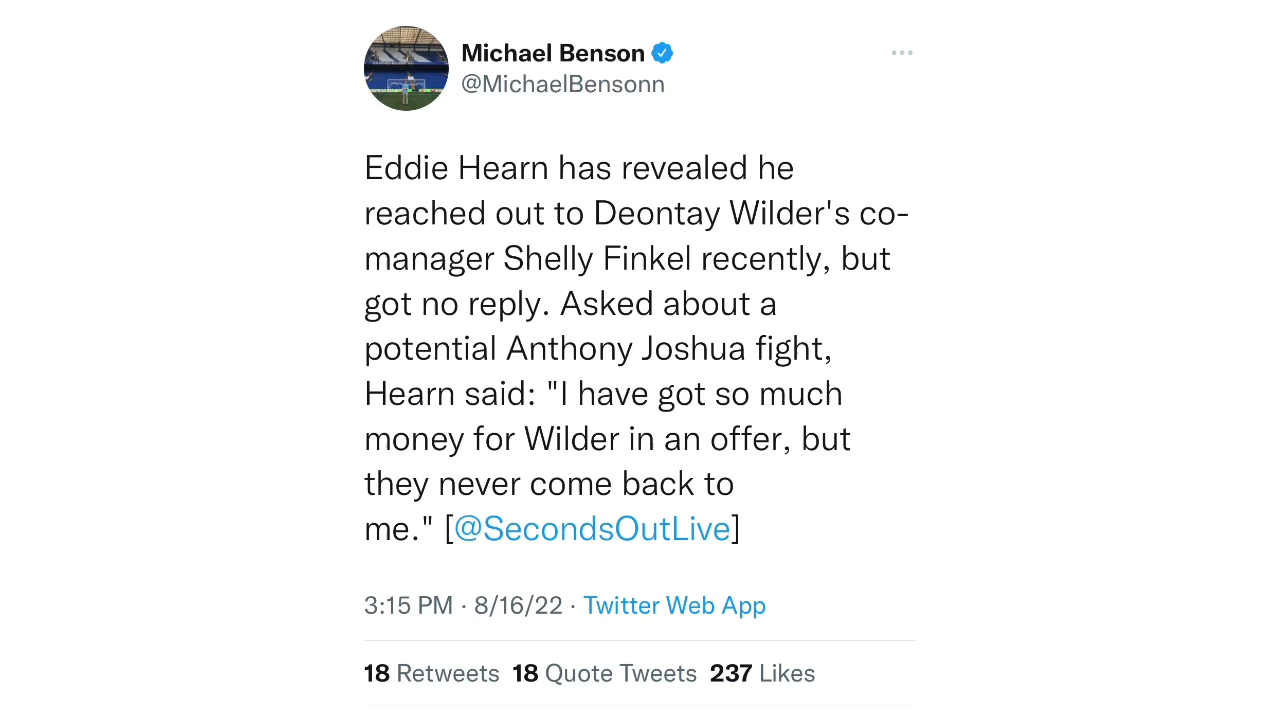 Michael Benson
@MichaelBensonn
Eddie Hearn has revealed he
reached out to Deontay Wilder's co-
manager Shelly Finkel recently, but
got no reply. Asked about a
potential Anthony Joshua fight,
Hearn said: "I have got so much
money for Wilder in an offer, but
they never come back to
me." [@SecondsOutLive]
3:15 PM · 8/16/22 · Twitter Web App
18 Retweets 18 Quote Tweets 237 Likes